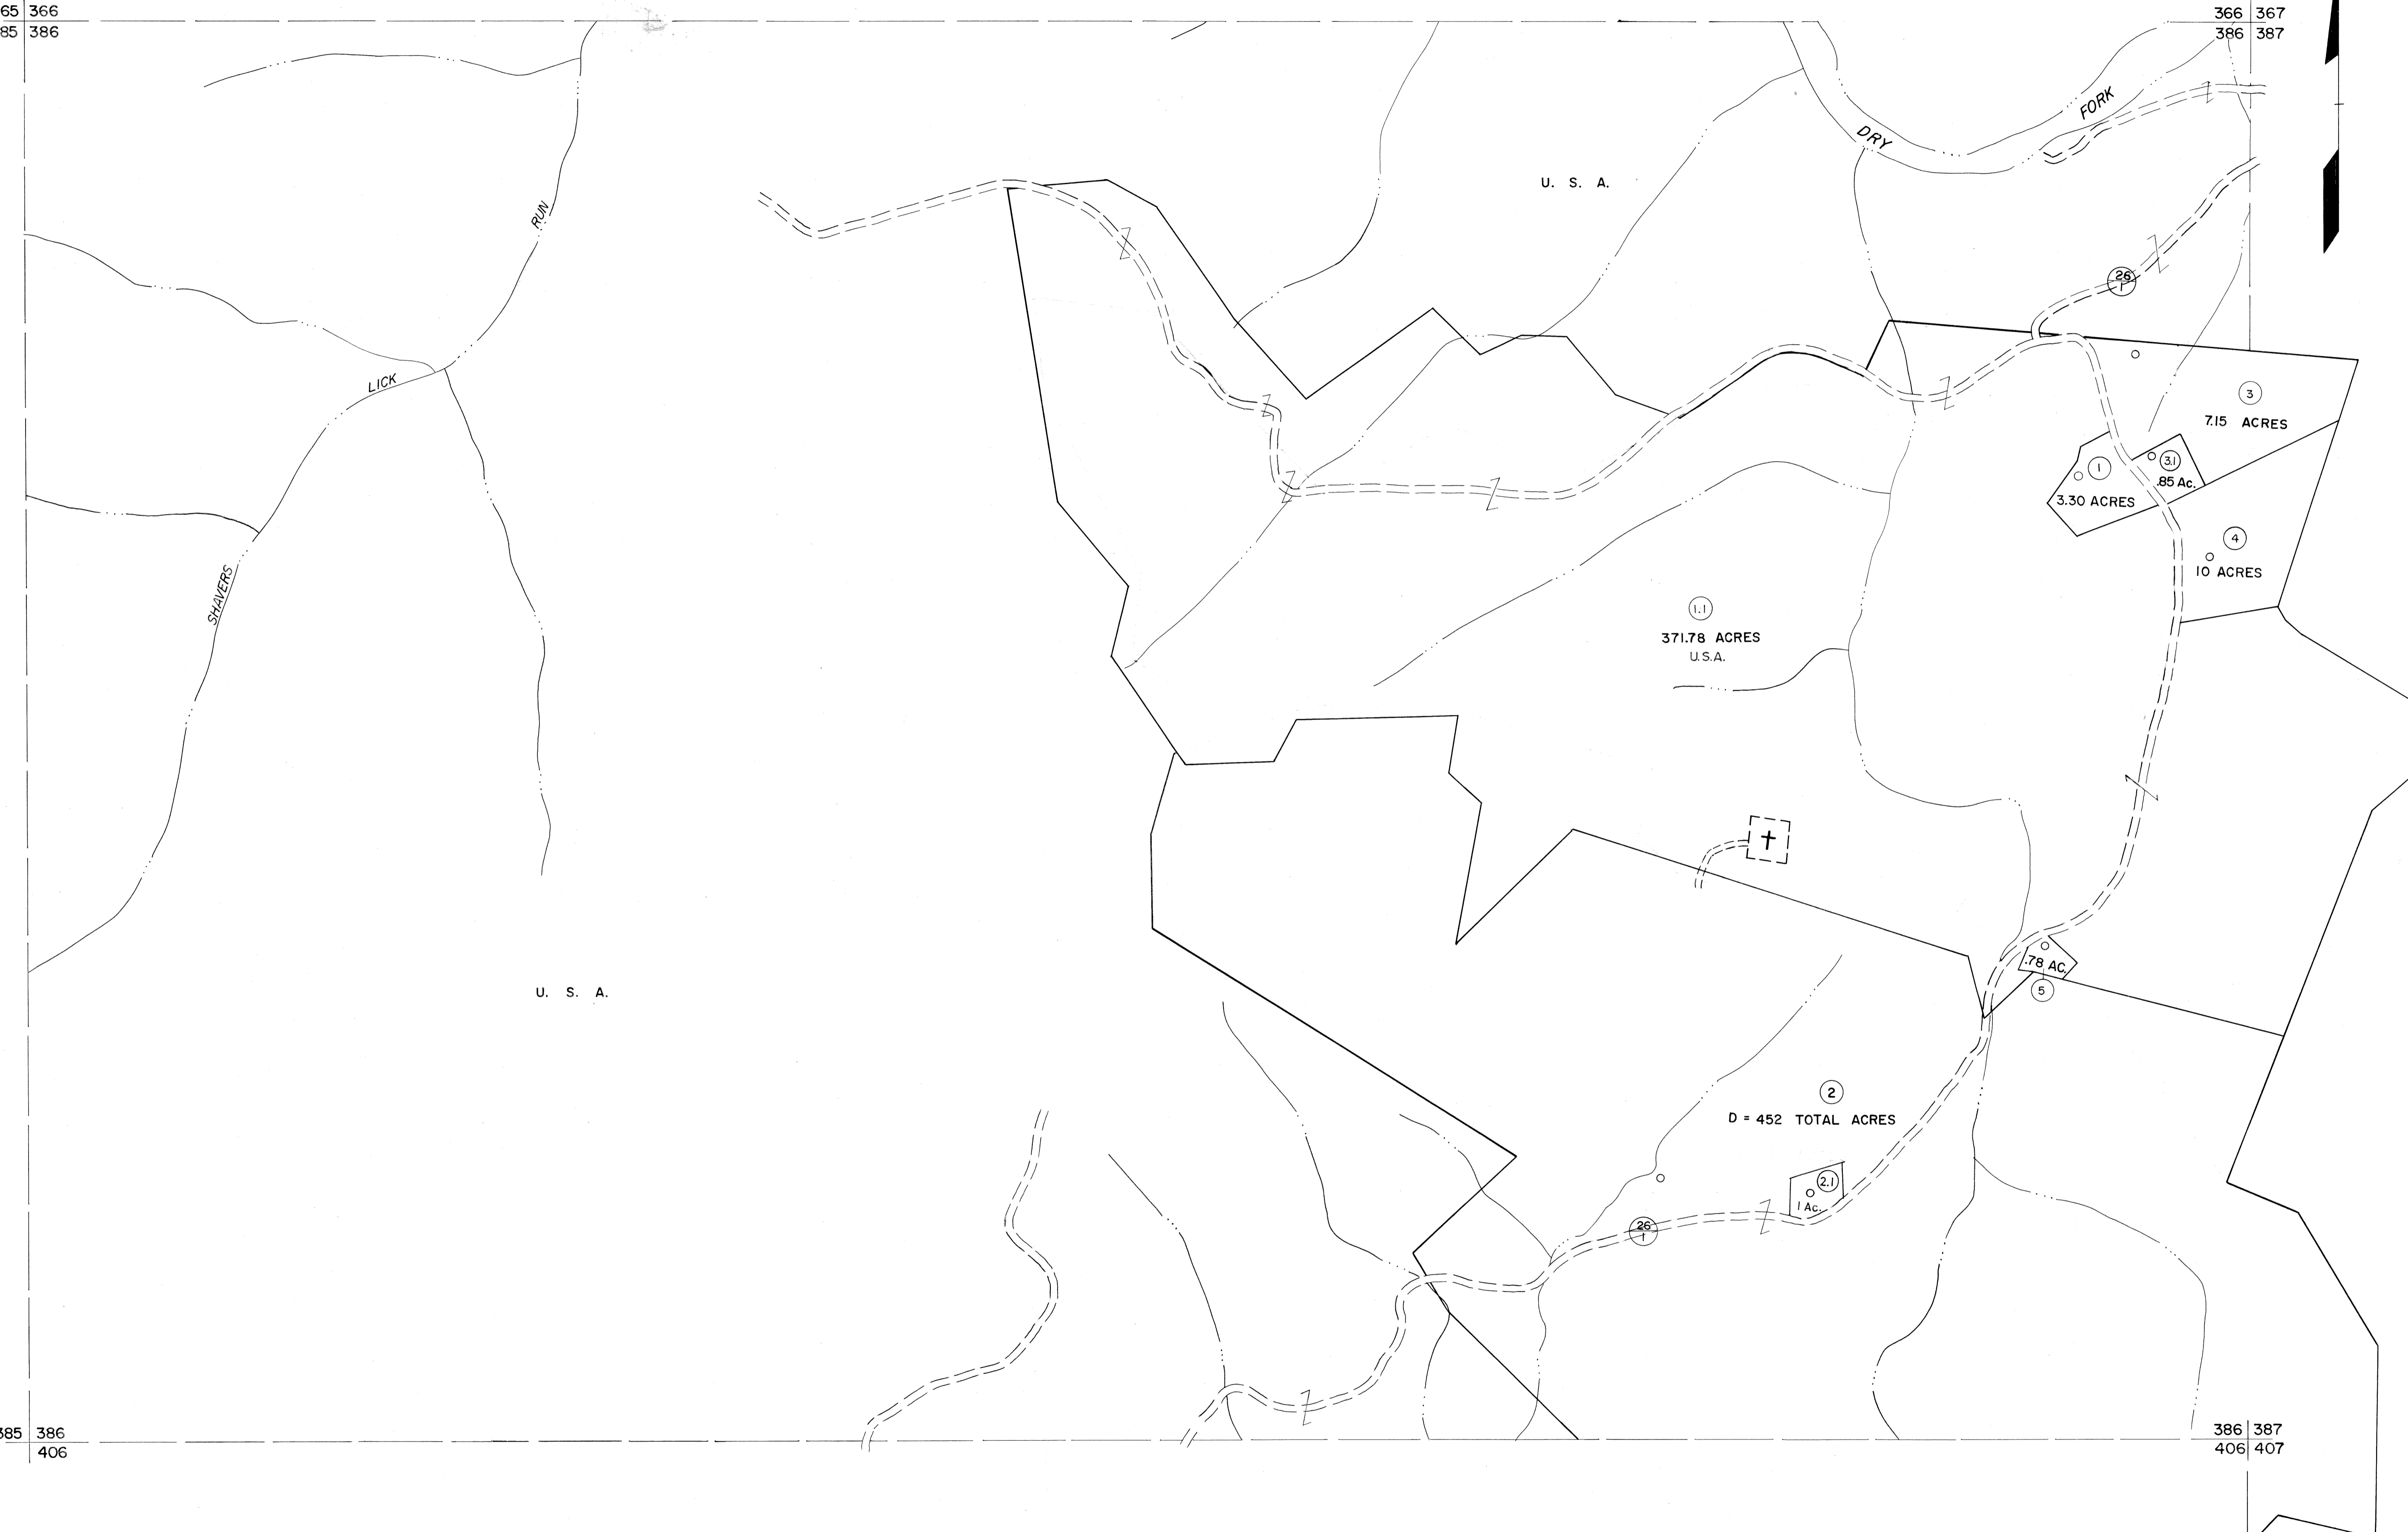 65 366
85 386
366 367
386 387
DRY
FORK
RUN
U. S. A.
26
1
LICK
3
7.15 ACRES
1
3.30 ACRES
3.1
.85 Ac.
4
10 ACRES
SHAVERS
1.1
371.78 ACRES
U.S.A.
.78 AC.
5
U. S. A.
2
D = 452 TOTAL ACRES
2.1
1 Ac.
26
1
385 386
406
386 387
406 407